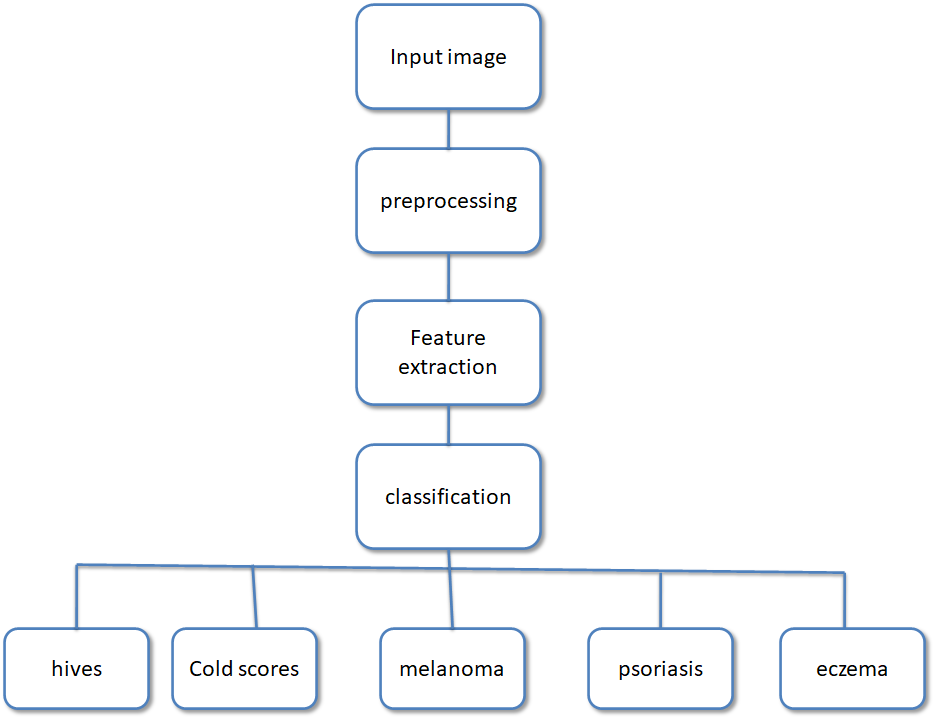 Input image
preprocessing
Feature
extraction
classification
hives
Cold scores
melanoma
psoriasis
eczema